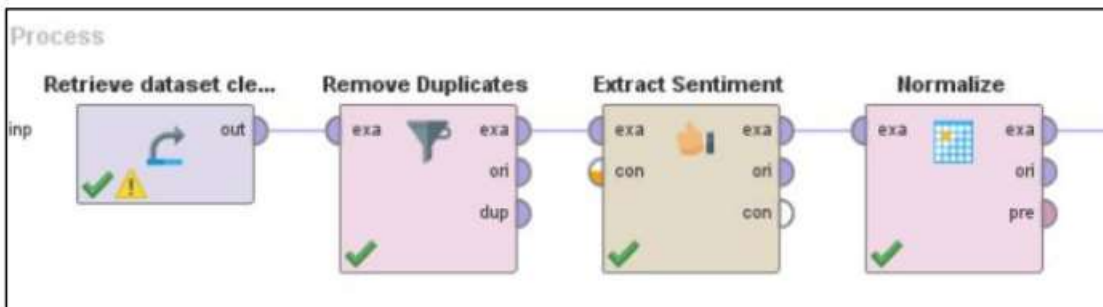 Process
Retrieve dataset cle...
Remove Duplicates
Extract Sentiment
Normalize
inp
out
exa
exa
ori
dup
exa
con
exa
ori
con
exa
exa
ori
pre